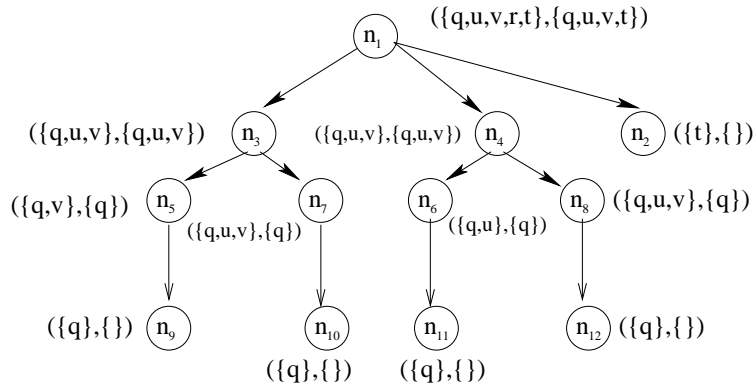 ({q,u,v,r,t},{q,u,v,t})
n1
({q,u,v},{q,u,v}) n3 ({q,u,v},{q,u,v}) n4 n2 ({t},{})
({q,v},{q}) n5 n7 n6 n8 ({q,u,v},{q})
({q,u,v},{q}) ({q,u},{q})
({q},{}) n9 n10 n11 n12 ({q},{})
({q},{}) ({q},{})